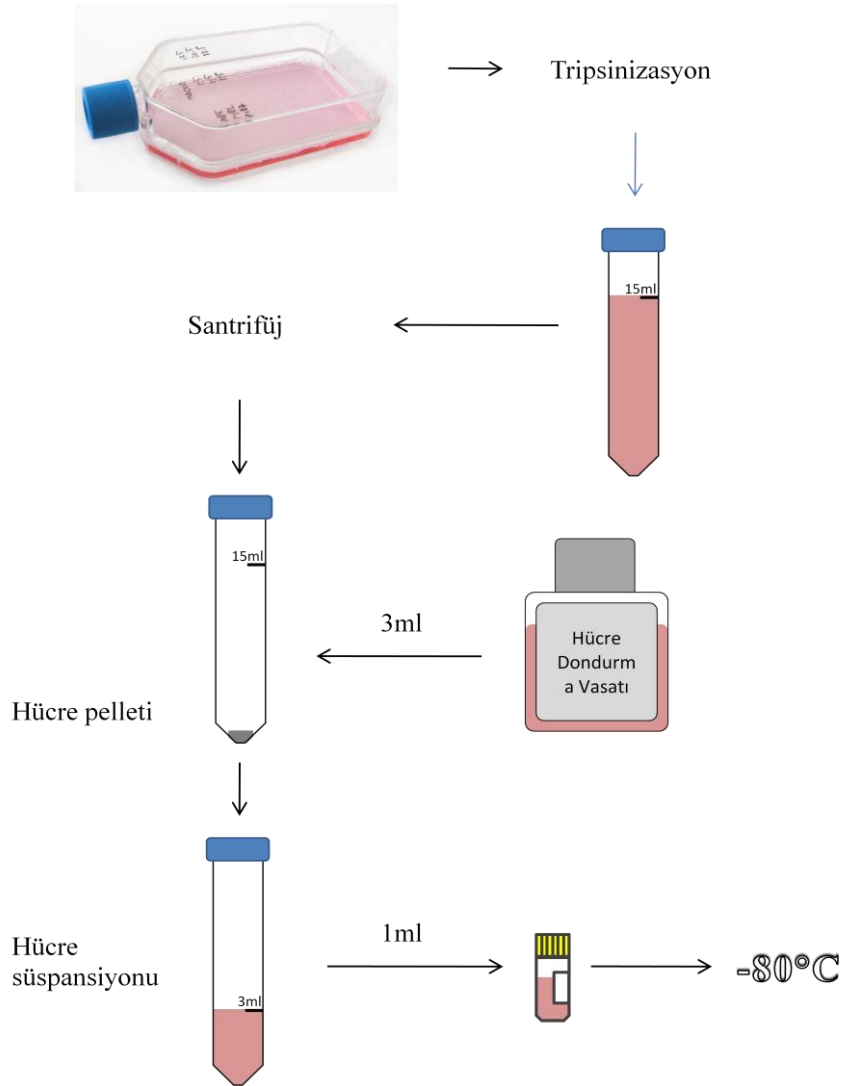 Tripsinizasyon
15ml
Santrifüj
15ml
3ml
Hücre
Dondurm
a Vasatı
Hücre pelleti
1ml
Hücre
süspansiyonu
3ml
-80°C